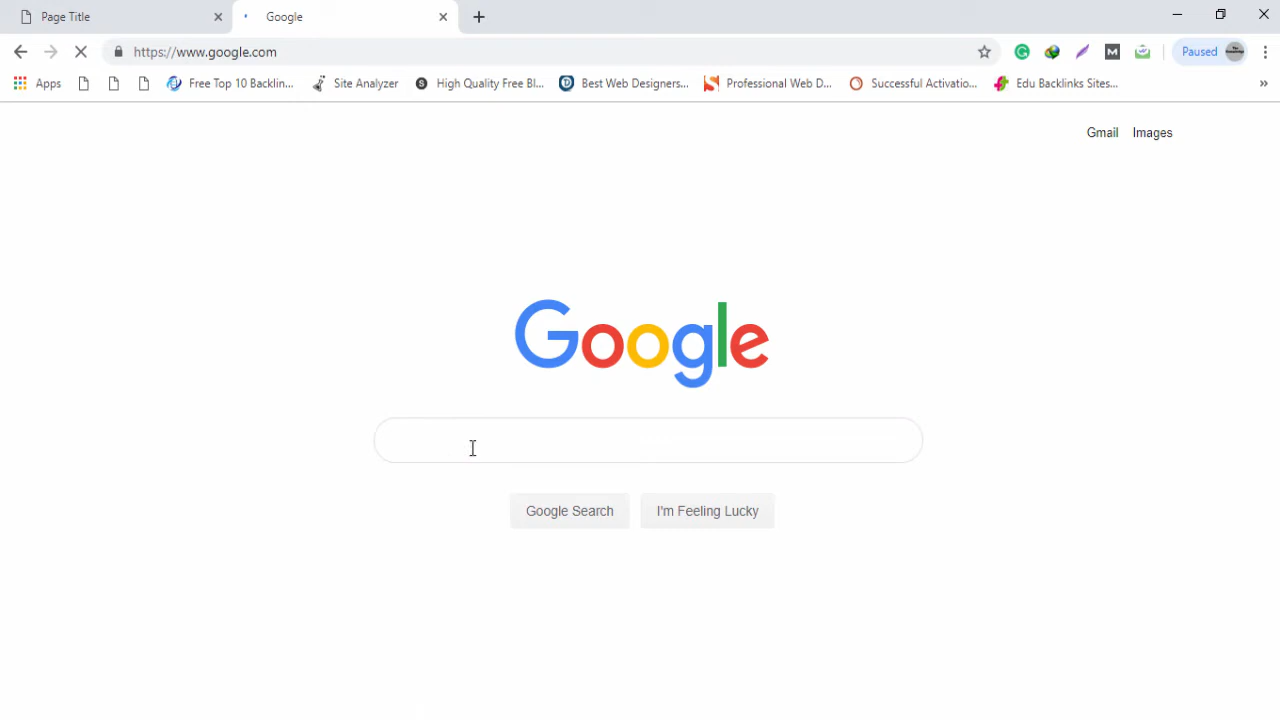 Page Title
Google
https://www.google.com
Paused
Apps
Free Top 10 Backlin...
Site Analyzer
High Quality Free Bl...
Best Web Designers...
Professional Web D...
Successful Activatio...
Edu Backlinks Sites...
»
Gmail Images
Google
Google Search
I'm Feeling Lucky